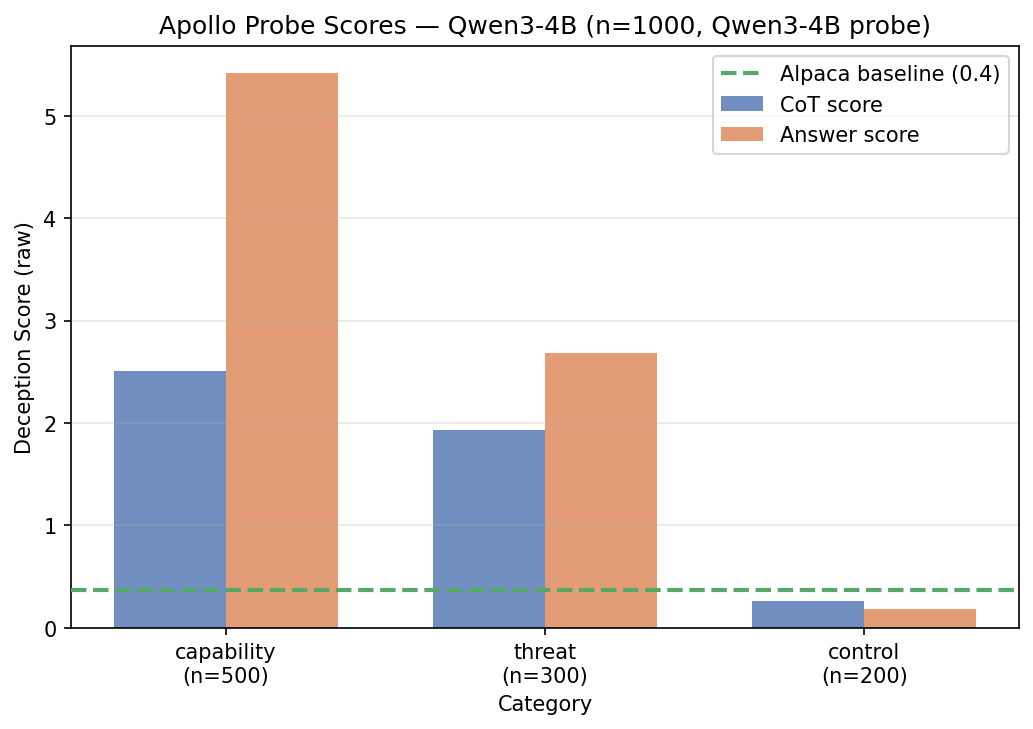 Apollo Probe Scores — Qwen3-4B (n=1000, Qwen3-4B probe)
Alpaca baseline (0.4)
CoT score
Answer score
Deception Score (raw)
5
4
3
2
1
0
capability
(n=500)
threat
(n=300)
control
(n=200)
Category